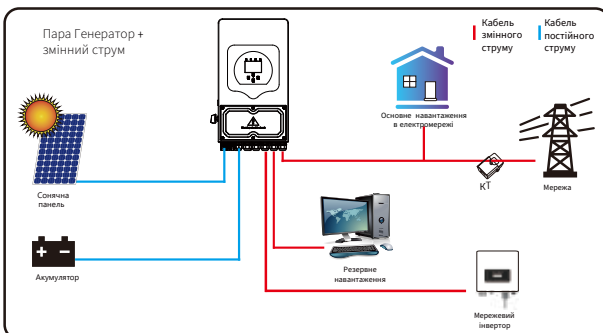 Пара Генератор +
змінний струм
Кабель
змінного
струму
Кабель
постійного
струму
Основне навантаження
в електромережі
КТ
Мережа
Сонячна
панель
Акумулятор
Резервне
навантаження
Мережевий
інвертор